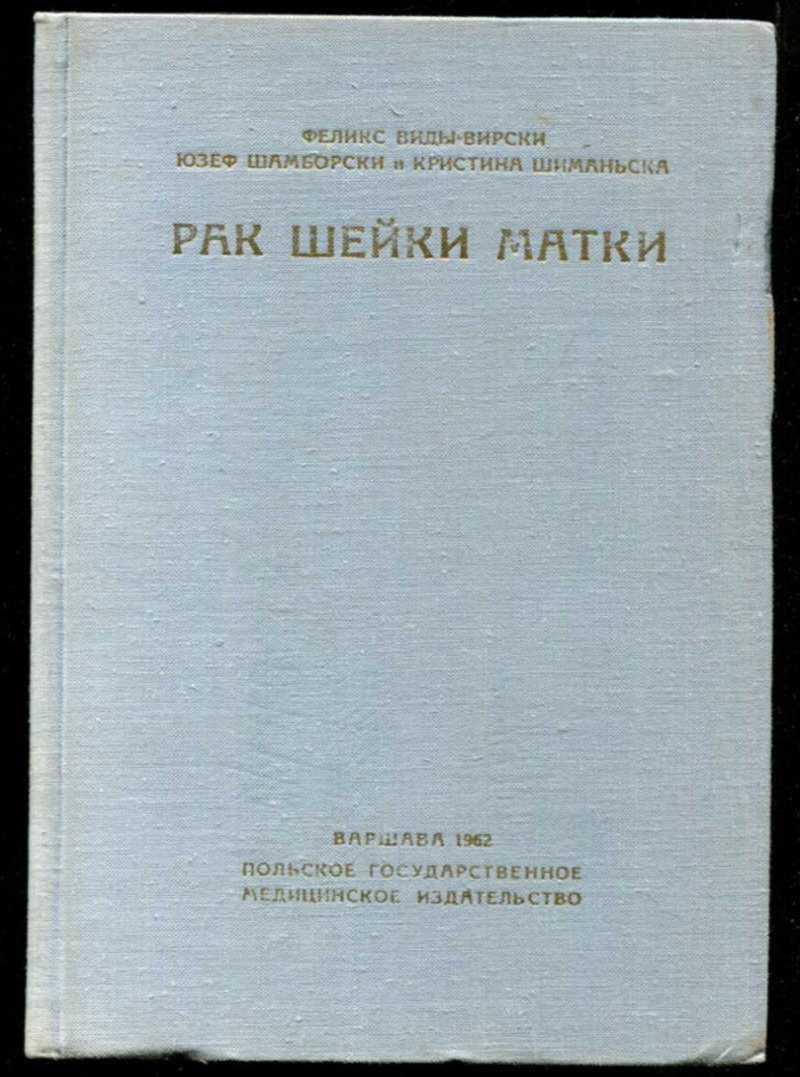 ФЕЛИКС ВИДЫ-ВИРСКИ
ЮЗЕФ ШАМБОРСКИ и КРИСТИНА ШИМАНЬСКА
РАК ШЕЙКИ МАТКИ
ВАРШАВА 1962
ПОЛЬСКОЕ ГОСУДАРСТВЕННОЕ
МЕДИЦИНСКОЕ ИЗДАТЕЛЬСТВО